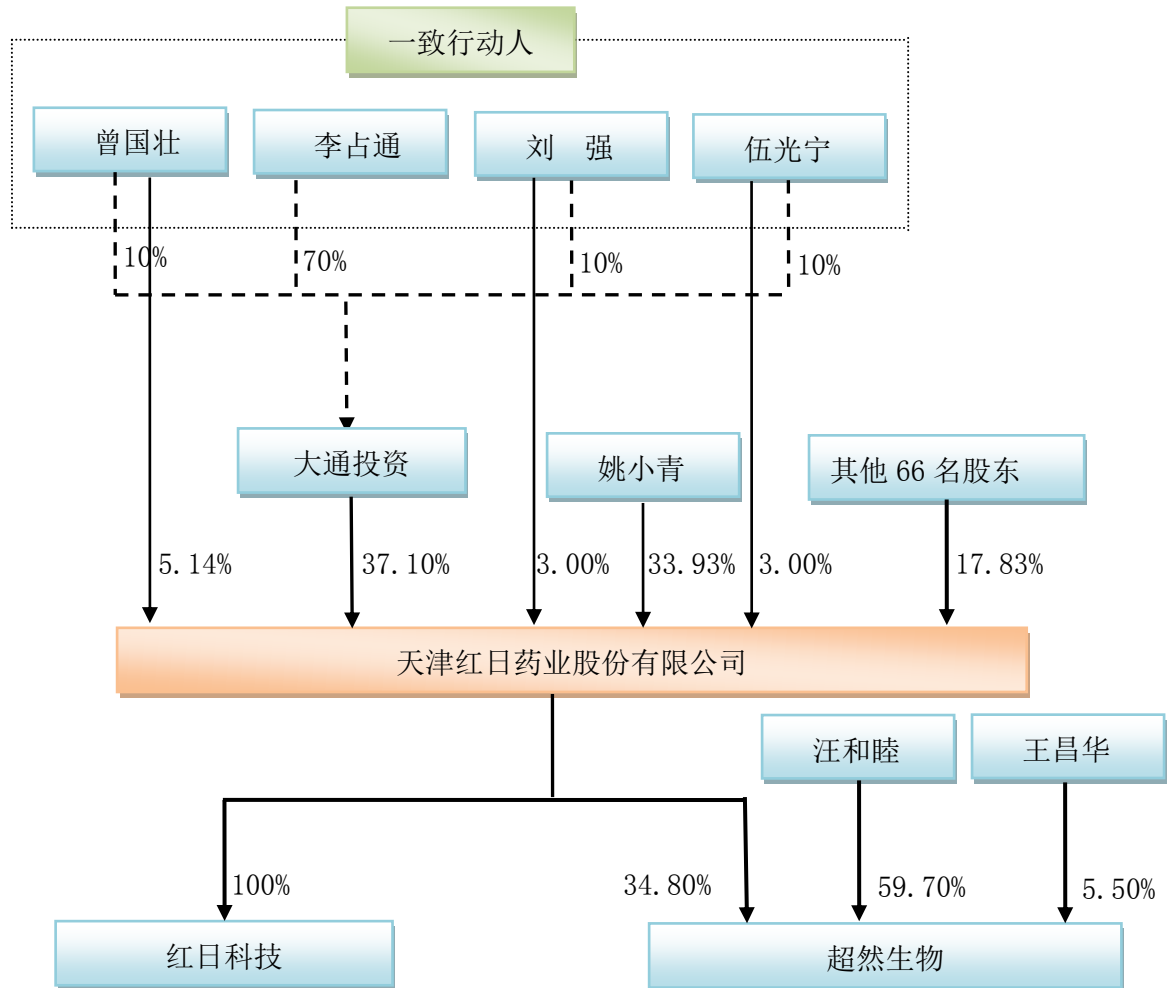 一致行动人
曾国壮
李占通
刘 强
伍光宁
10%
70%
10%
10%
大通投资
姚小青
其他 66 名股东
5.14%
37.10%
3.00%
33.93%
3.00%
17.83%
天津红日药业股份有限公司
汪和睦
王昌华
100%
34.80%
59.70%
5.50%
红日科技
超然生物